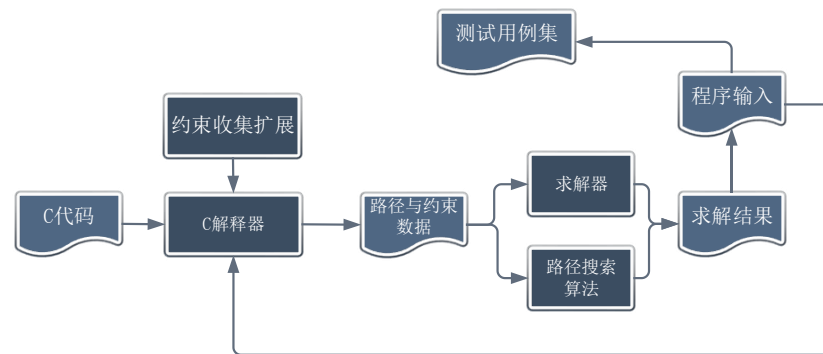 测试用例集
程序输入
约束收集扩展
C代码
C解释器
路径与约束
数据
求解器
路径搜索
算法
求解结果